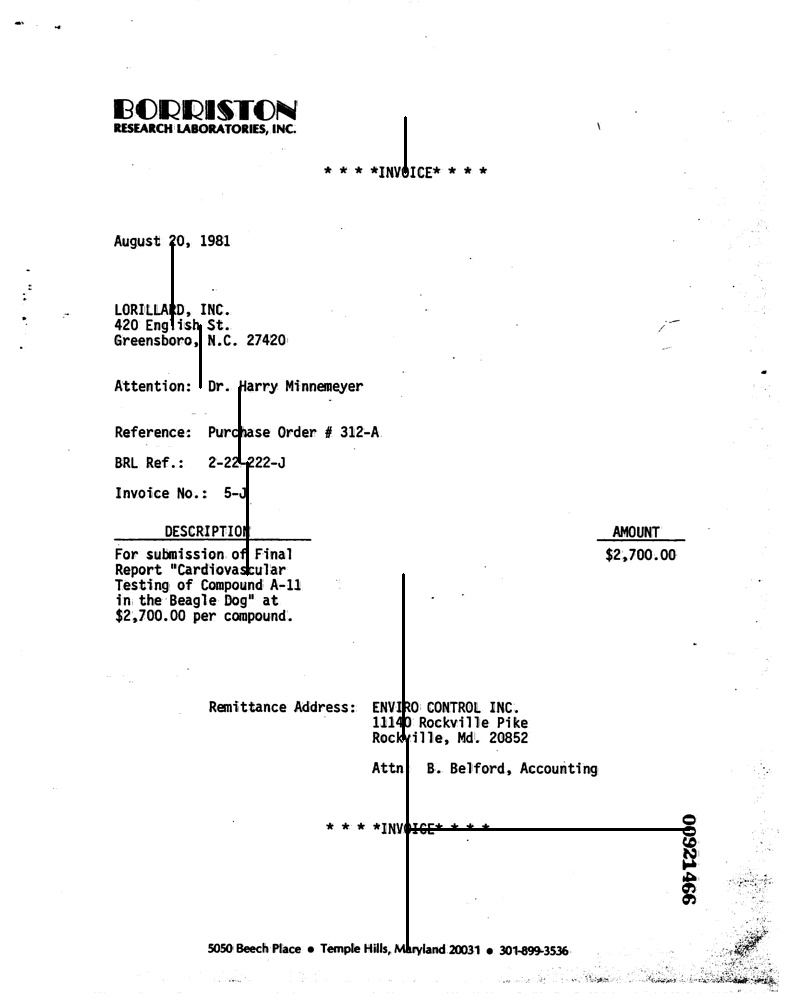 BORRISTON
RESEARCH LABORATORIES, INC.
* * * *INVOICE* * * *
August 20, 1981
LORILLARD, INC.
420 English St.
Greensboro, N.C. 27420
Attention: Dr. Harry Minnemeyer
Reference: Purchase Order # 312-A
BRL Ref.: 2-22-222-J
Invoice No.: 5-J
DESCRIPTION AMOUNT
For submission of Final $2,700.00
Report "Cardiovascular
Testing of Compound A-11
in the Beagle Dog" at
$2,700.00 per compound.
Remittance Address: ENVIRO CONTROL INC.
11140 Rockville Pike
Rockville, Md. 20852
Attn B. Belford, Accounting
* * * *INVOICE* * * *
00921466
5050 Beech Place • Temple Hills, Maryland 20031 • 301-899-3536